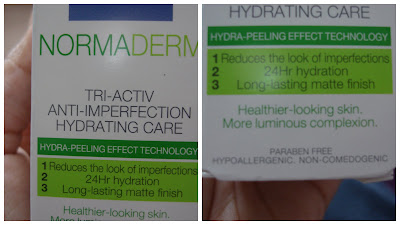 NORMADERM
TRI-ACTIV
ANTI-IMPERFECTION
HYDRATING CARE
HYDRA-PEELING EFFECT TECHNOLOGY
1 Reduces the look of imperfections
2 24Hr hydration
3 Long-lasting matte finish
Healthier-looking skin.
More luminous complexion.
HYDRATING CARE
HYDRA-PEELING EFFECT TECHNOLOGY
1 Reduces the look of imperfections
2 24Hr hydration
3 Long-lasting matte finish
Healthier-looking skin.
More luminous complexion.
PARABEN FREE
HYPOALLERGENIC. NON-COMEDOGENIC